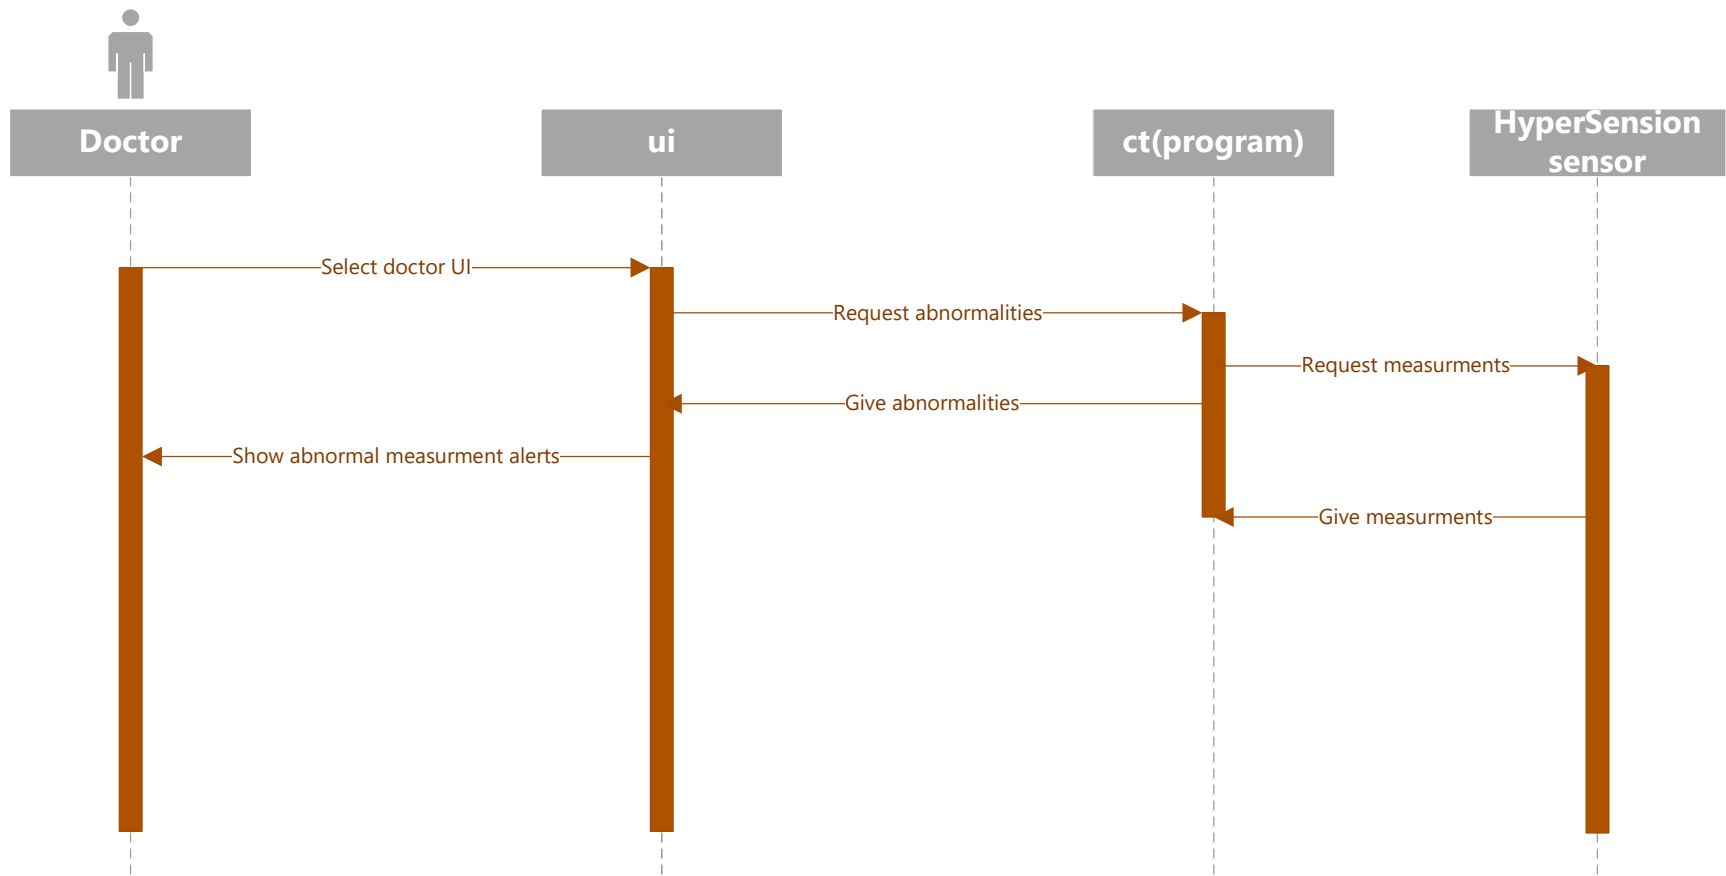 Doctor
ui
ct(program)
HyperSension
sensor
Select doctor UI
Request abnormalities
Request measurments
Give abnormalities
Show abnormal measurment alerts
Give measurments